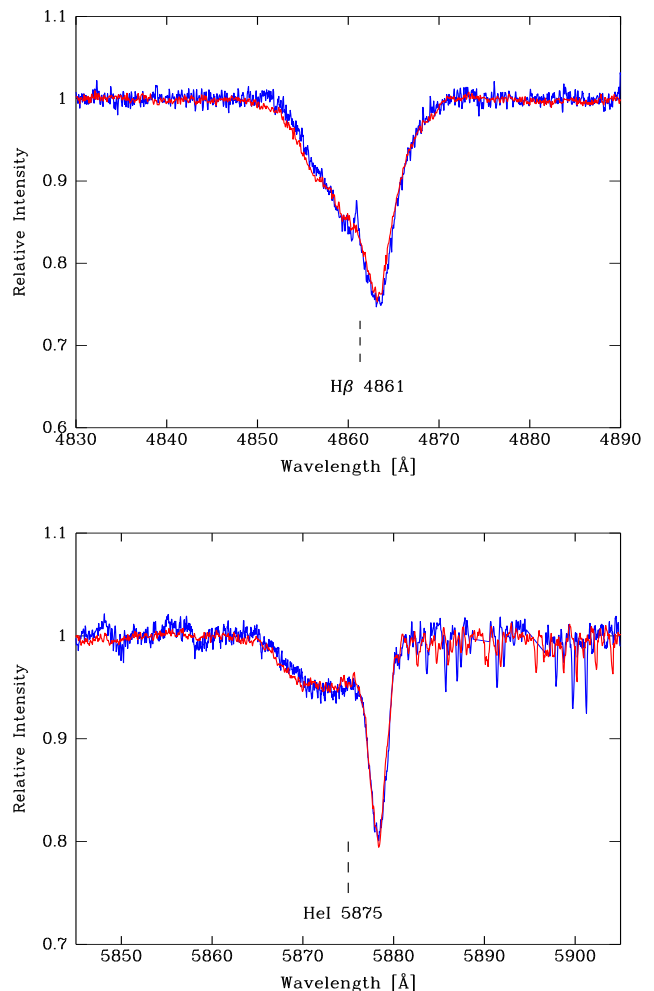 1.1
1
0.9
0.8
0.7
0.6
Relative Intensity
Hβ 4861
4830 4840 4850 4860 4870 4880 4890
Wavelength [Å]
1.1
1
0.9
0.8
0.7
Relative Intensity
HeI 5875
5850 5860 5870 5880 5890 5900
Wavelength [Å]